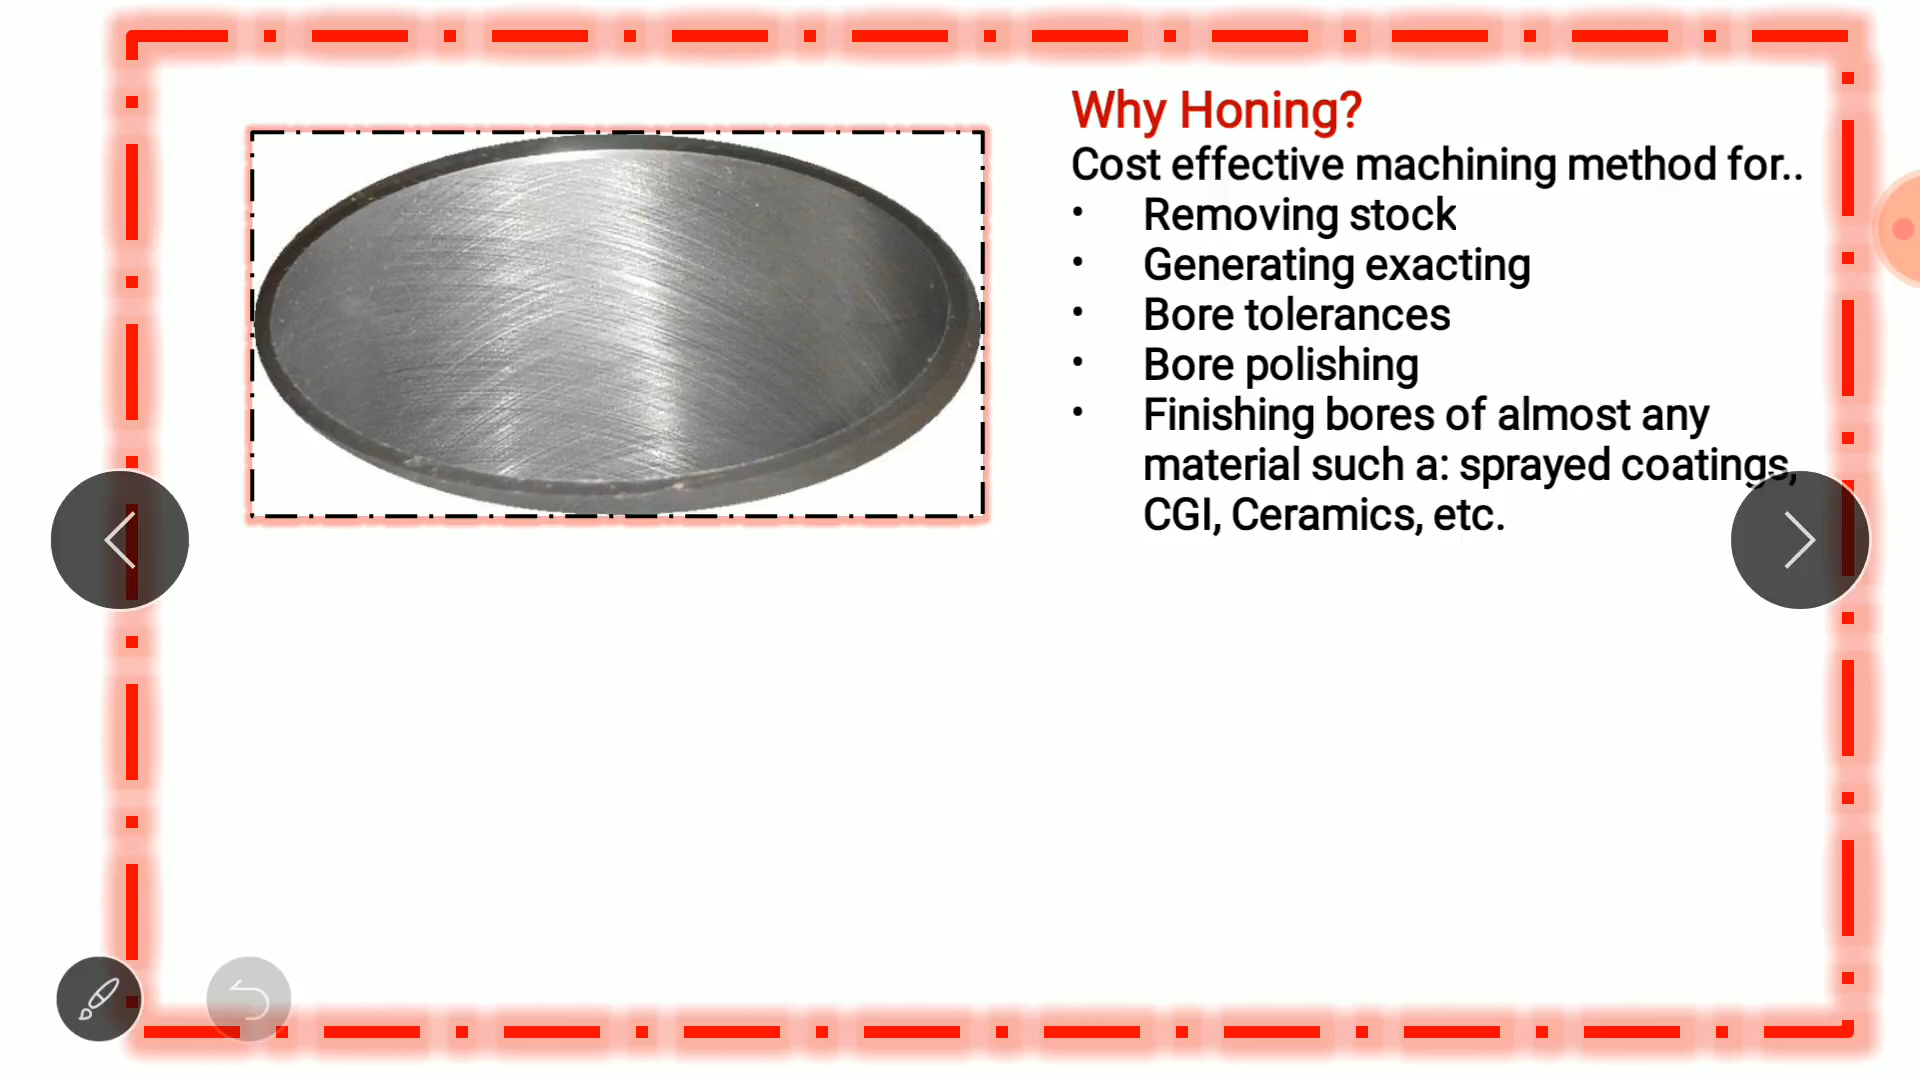 Why Honing?
Cost effective machining method for..
• Removing stock
• Generating exacting
• Bore tolerances
• Bore polishing
• Finishing bores of almost any
material such a: sprayed coatings,
CGI, Ceramics, etc.